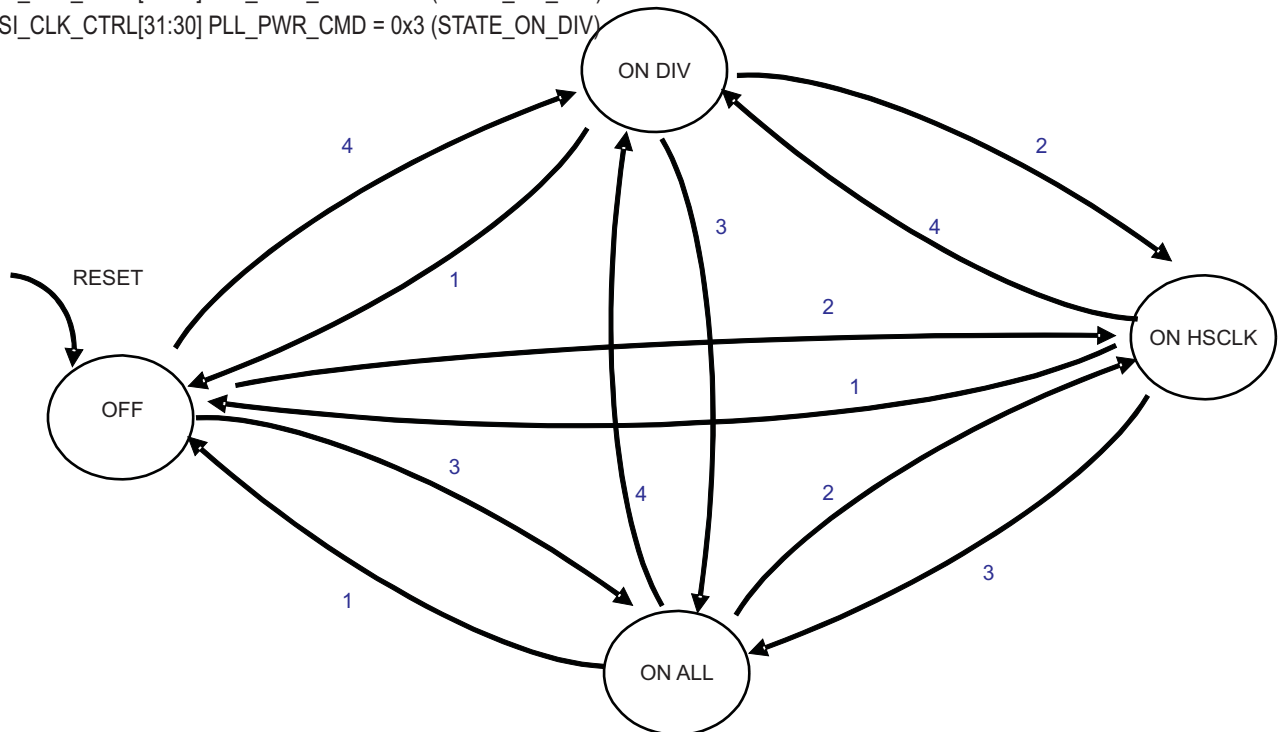 SI_CLK_CTRL[31:30] PLL_PWR_CMD = 0x3 (STATE_ON_DIV)
ON DIV
4
2
3
4
RESET
1
2
ON HSCLK
1
OFF
3
4
2
3
1
ON ALL